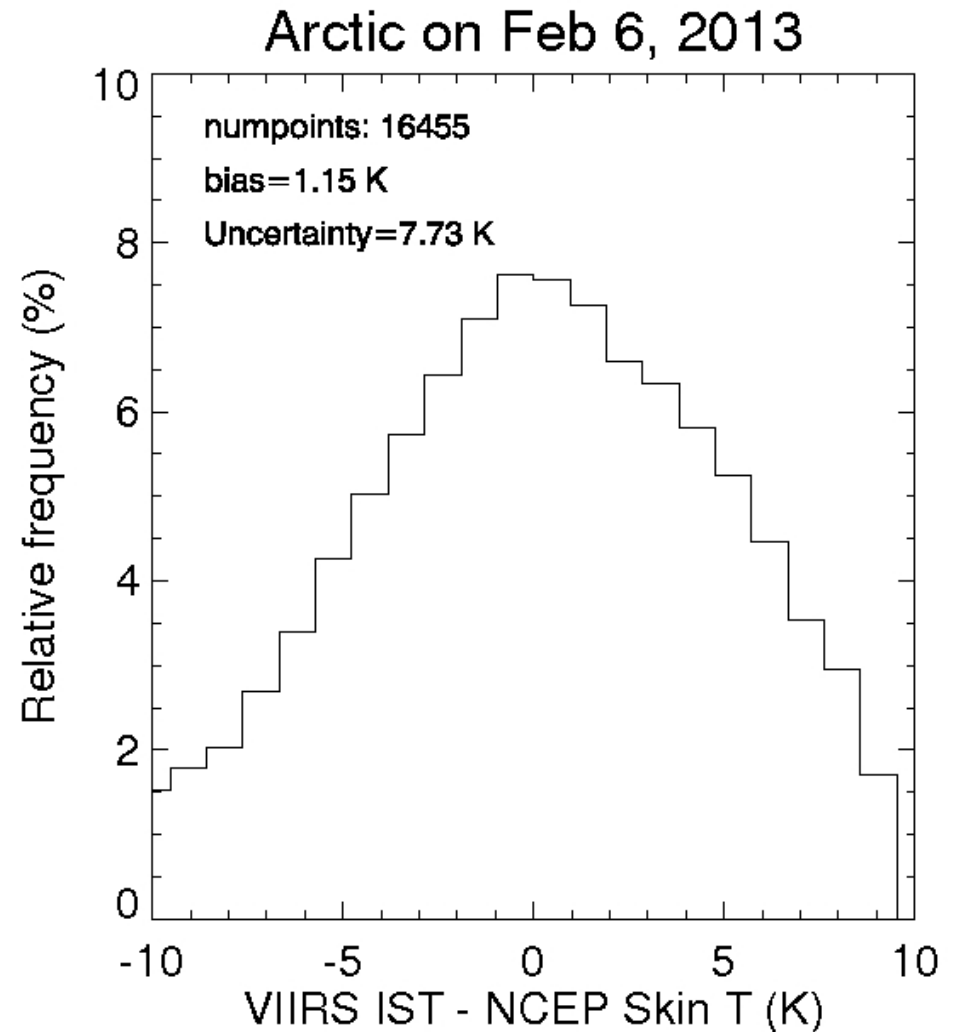 Arctic on Feb 6, 2013
numpoints: 16455
bias=1.15 K
Uncertainty=7.73 K
Relative frequency (%)
10
8
6
4
2
0
-10 -5 0 5 10
VIIRS IST - NCEP Skin T (K)